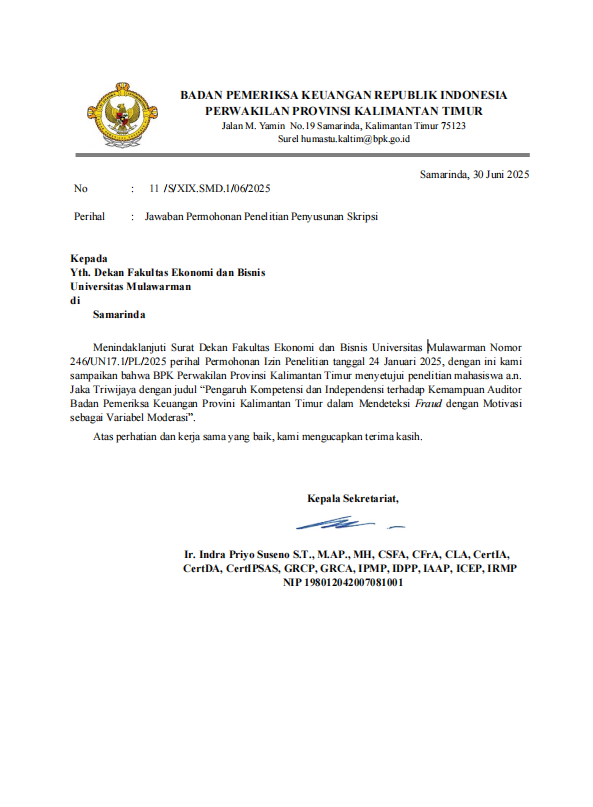 BADAN PEMERIKSA KEUANGAN REPUBLIK INDONESIA
PERWAKILAN PROVINSI KALIMANTAN TIMUR
Jalan M. Yamin No.19 Samarinda, Kalimantan Timur 75123
Surel humastu.kaltim@bpk.go.id
Samarinda, 30 Juni 2025
No : 11 /S/XIX.SMD.1/06/2025
Perihal : Jawaban Permohonan Penelitian Penyusunan Skripsi
Kepada
Yth. Dekan Fakultas Ekonomi dan Bisnis
Universitas Mulawarman
di
Samarinda
Menindaklanjuti Surat Dekan Fakultas Ekonomi dan Bisnis Universitas Mulawarman Nomor
246/UN17.1/PL/2025 perihal Permohonan Izin Penelitian tanggal 24 Januari 2025, dengan ini kami
sampaikan bahwa BPK Perwakilan Provinsi Kalimantan Timur menyetujui penelitian mahasiswa a.n.
Jaka Triwijaya dengan judul “Pengaruh Kompetensi dan Independensi terhadap Kemampuan Auditor
Badan Pemeriksa Keuangan Provini Kalimantan Timur dalam Mendeteksi Fraud dengan Motivasi
sebagai Variabel Moderasi”.
Atas perhatian dan kerja sama yang baik, kami mengucapkan terima kasih.
Kepala Sekretariat,
Ir. Indra Priyo Suseno S.T., M.AP., MH, CSFA, CFrA, CLA, CertIA,
CertDA, CertIPSAS, GRCP, GRCA, IPMP, IDPP, IAAP, ICEP, IRMP
NIP 198012042007081001